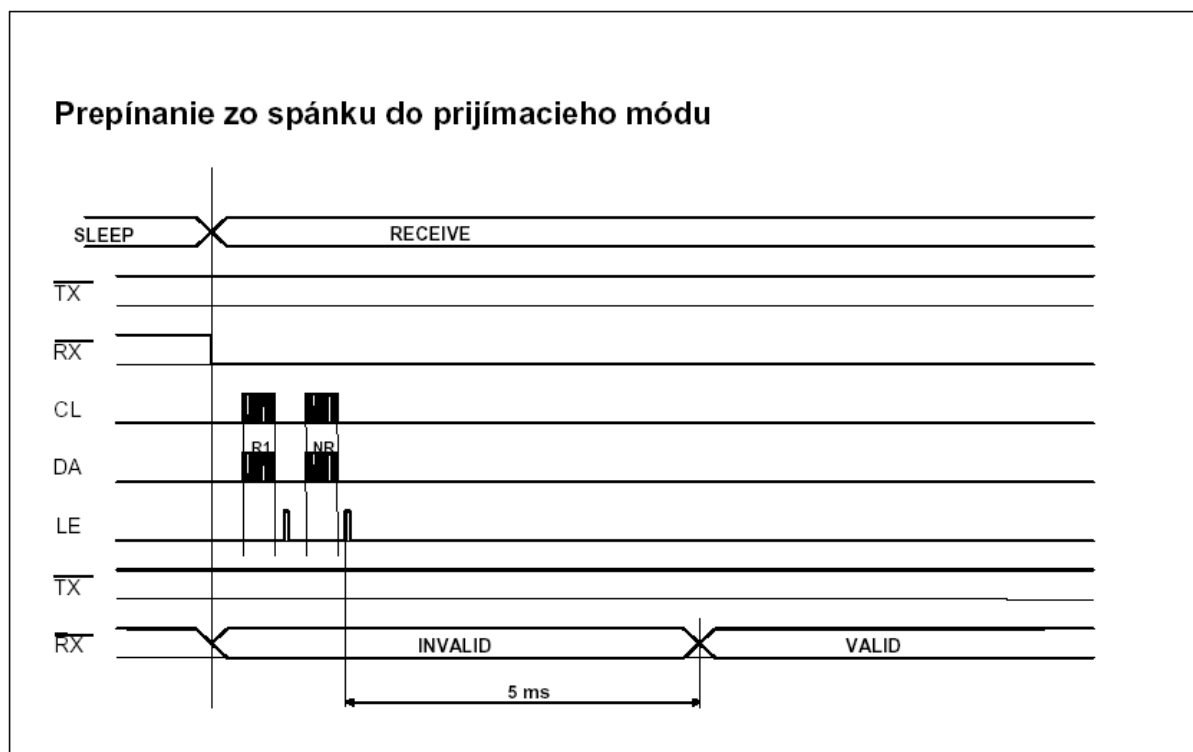 Prepínanie zo spánku do prijímacieho módu
SLEEP RECEIVE
TX
RX
CL
R1 NR
DA
LE
TX
RX INVALID VALID
5 ms